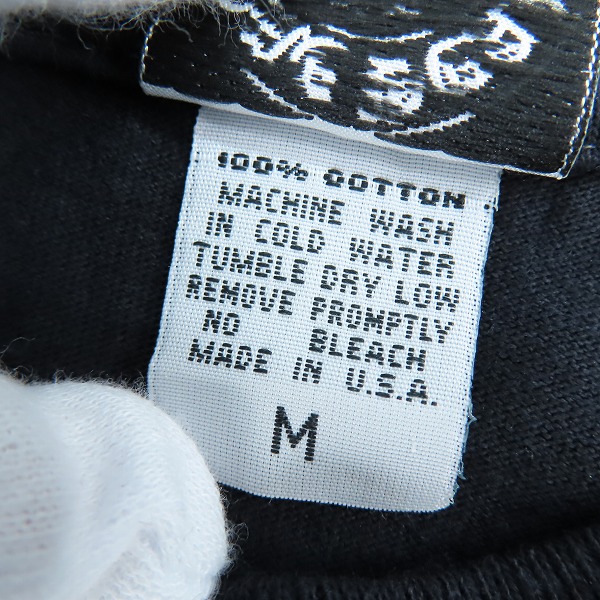 100% COTTON
MACHINE WASH
IN COLD WATER
TUMBLE DRY LOW
REMOVE PROMPTLY
NO BLEACH
MADE IN U.S.A.
M